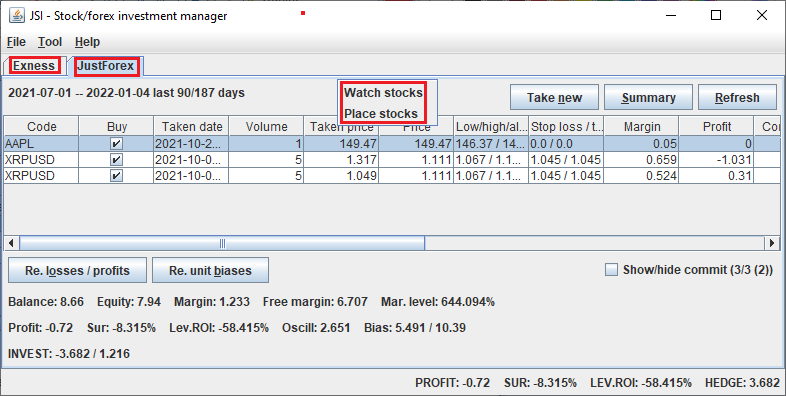 JSI - Stock/forex investment manager
File Tool Help
Exness JustForex
2021-07-01 -- 2022-01-04 last 90/187 days
Watch stocks
Place stocks
Take new Summary Refresh
Code Buy Taken date Volume Taken price Price Low/high/al... Stop loss / t... Margin Profit Co
AAPL 2021-10-2... 1 149.47 149.47 146.37 / 14... 0.0 / 0.0 0.05 0
XRPUSD 2021-10-0... 5 1.317 1.111 1.067 / 1.1... 1.045 / 1.045 0.659 -1.031
XRPUSD 2021-10-0... 5 1.049 1.111 1.067 / 1.1... 1.045 / 1.045 0.524 0.31
Re. losses / profits Re. unit biases Show/hide commit (3/3 (2))
Balance: 8.66 Equity: 7.94 Margin: 1.233 Free margin: 6.707 Mar. level: 644.094%
Profit: -0.72 Sur: -8.315% Lev.ROI: -58.415% Oscill: 2.651 Bias: 5.491 / 10.39
INVEST: -3.682 / 1.216
PROFIT: -0.72 SUR: -8.315% LEV.ROI: -58.415% HEDGE: 3.682